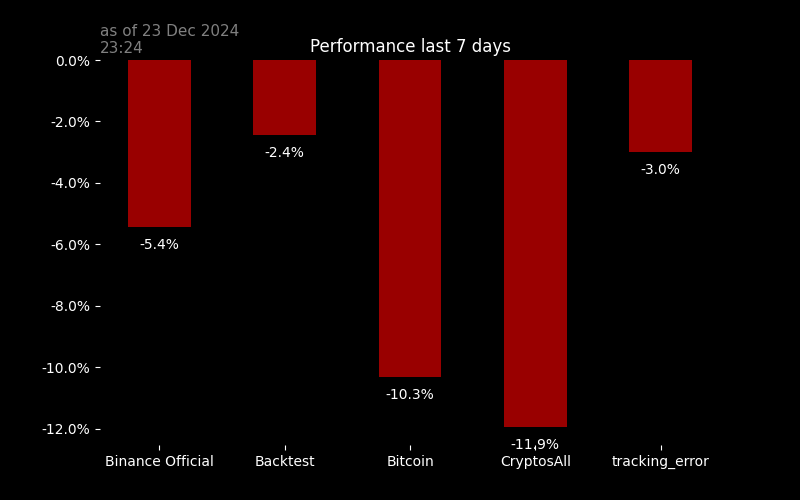 as of 23 Dec 2024
23:24
Performance last 7 days
0.0%
-2.0%
-4.0%
-6.0%
-8.0%
-10.0%
-12.0%
-5.4%
-2.4%
-10.3%
-11.9%
-3.0%
Binance Official
Backtest
Bitcoin
CryptosAll
tracking_error